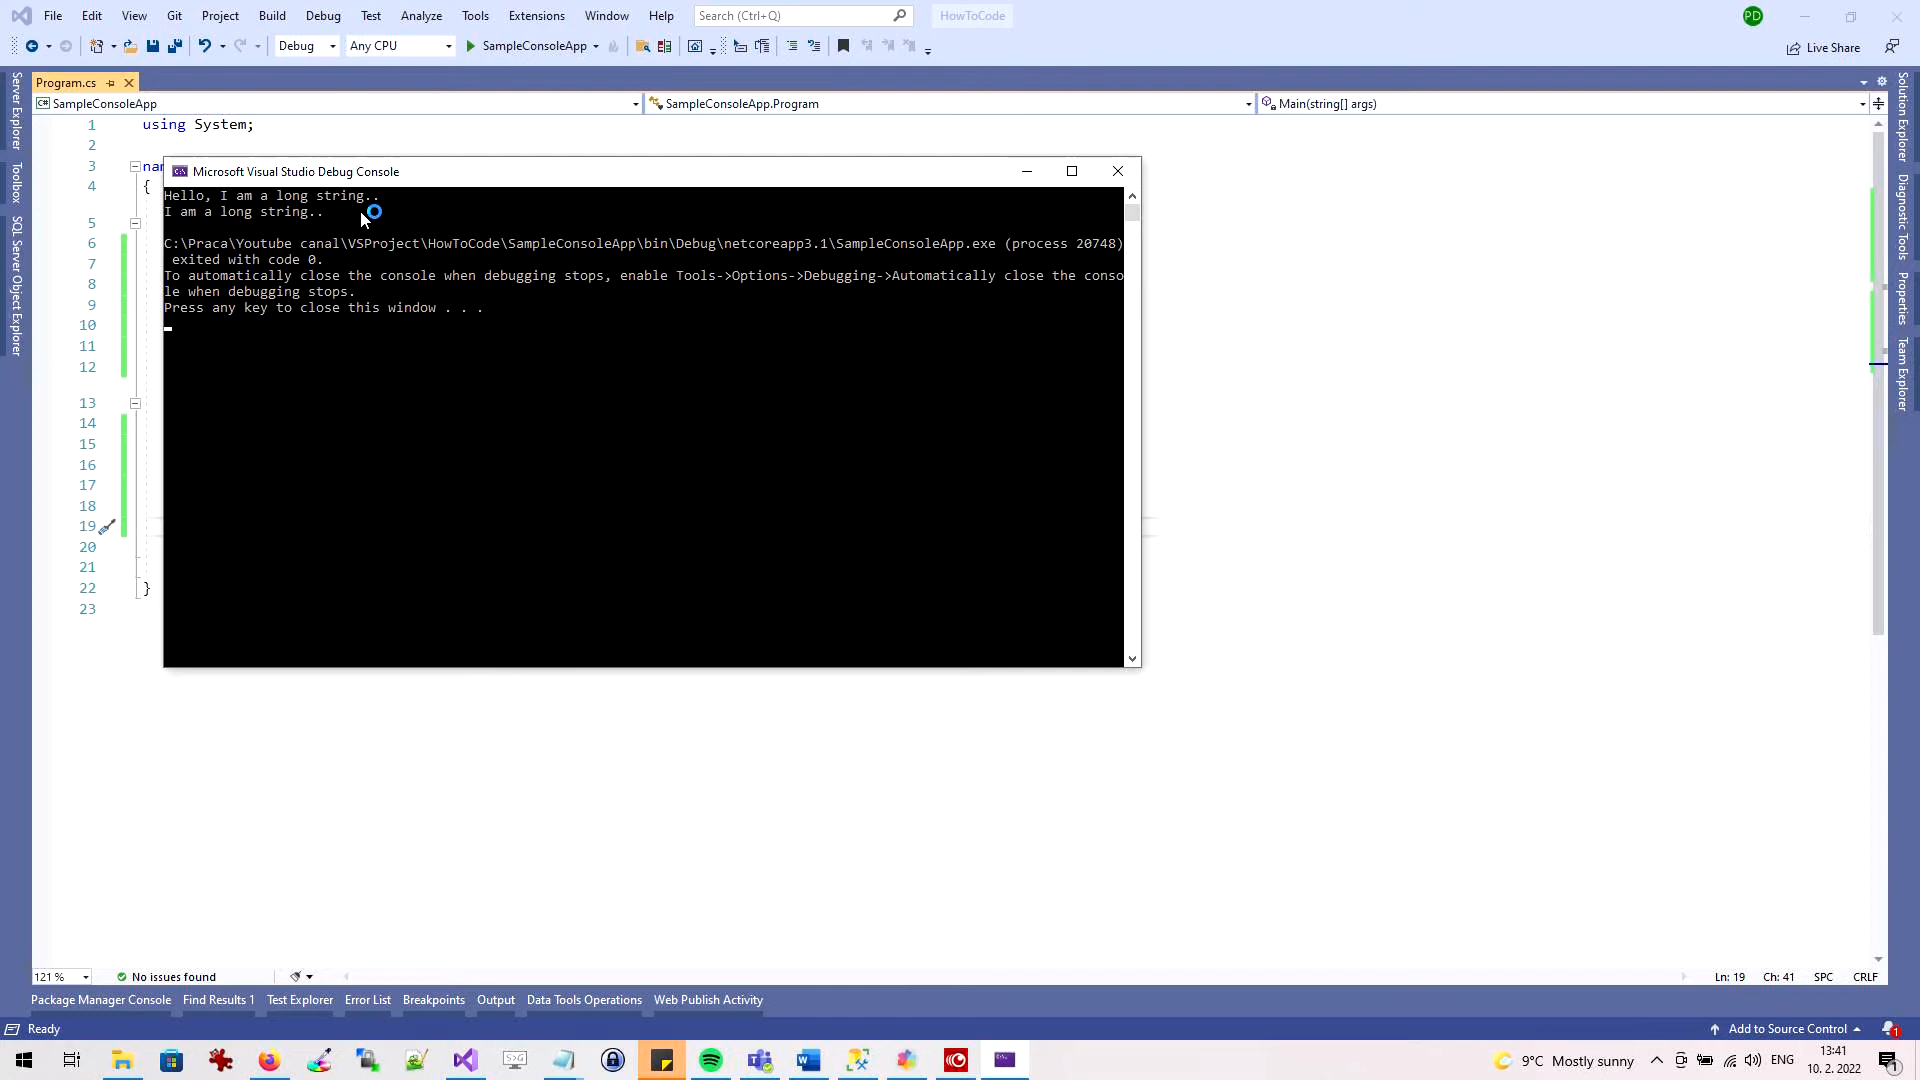 File Edit View Git Project Build Debug Test Analyze Tools Extensions Window Help Search (Ctrl+Q) HowToCode PD
Debug Any CPU SampleConsoleApp Live Share
Program.cs
SampleConsoleApp SampleConsoleApp.Program Main(string[] args)
Server Explorer
Toolbox
SQL Server Object Explorer
1 using System;
2
3 nam
4 {
5
6
7
8
9
10
11
12
13
14
15
16
17
18
19
20
21
22 }
23
Microsoft Visual Studio Debug Console
Hello, I am a long string..
I am a long string..
C:\Praca\Youtube canal\VSProject\HowToCode\SampleConsoleApp\bin\Debug\netcoreapp3.1\SampleConsoleApp.exe (process 20748)
exited with code 0.
To automatically close the console when debugging stops, enable Tools->Options->Debugging->Automatically close the conso
le when debugging stops.
Press any key to close this window . . .
Solution Explorer
Diagnostic Tools
Properties
Team Explorer
121 % No issues found Ln: 19 Ch: 41 SPC CRLF
Package Manager Console Find Results 1 Test Explorer Error List Breakpoints Output Data Tools Operations Web Publish Activity
Ready Add to Source Control 1
9°C Mostly sunny ENG 13:41
10. 2. 2022 1